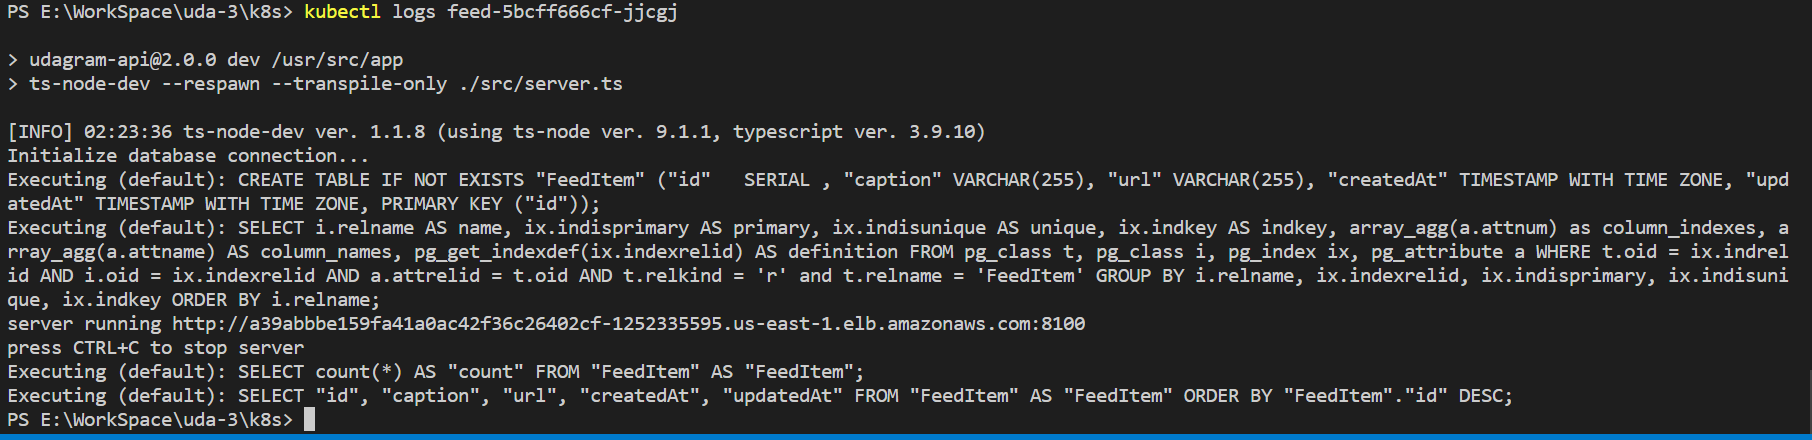 PS E:\WorkSpace\uda-3\k8s> kubectl logs feed-5bcff666cf-jjcgj
> udagram-api@2.0.0 dev /usr/src/app
> ts-node-dev --respawn --transpile-only ./src/server.ts
[INFO] 02:23:36 ts-node-dev ver. 1.1.8 (using ts-node ver. 9.1.1, typescript ver. 3.9.10)
Initialize database connection...
Executing (default): CREATE TABLE IF NOT EXISTS "FeedItem" ("id"   SERIAL , "caption" VARCHAR(255), "url" VARCHAR(255), "createdAt" TIMESTAMP WITH TIME ZONE, "upd
atedAt" TIMESTAMP WITH TIME ZONE, PRIMARY KEY ("id"));
Executing (default): SELECT i.relname AS name, ix.indisprimary AS primary, ix.indisunique AS unique, ix.indkey AS indkey, array_agg(a.attnum) as column_indexes, a
rray_agg(a.attname) AS column_names, pg_get_indexdef(ix.indexrelid) AS definition FROM pg_class t, pg_class i, pg_index ix, pg_attribute a WHERE t.oid = ix.indrel
id AND i.oid = ix.indexrelid AND a.attrelid = t.oid AND t.relkind = 'r' and t.relname = 'FeedItem' GROUP BY i.relname, ix.indexrelid, ix.indisprimary, ix.indisuni
que, ix.indkey ORDER BY i.relname;
server running http://a39abbbe159fa41a0ac42f36c26402cf-1252335595.us-east-1.elb.amazonaws.com:8100
press CTRL+C to stop server
Executing (default): SELECT count(*) AS "count" FROM "FeedItem" AS "FeedItem";
Executing (default): SELECT "id", "caption", "url", "createdAt", "updatedAt" FROM "FeedItem" AS "FeedItem" ORDER BY "FeedItem"."id" DESC;
PS E:\WorkSpace\uda-3\k8s>